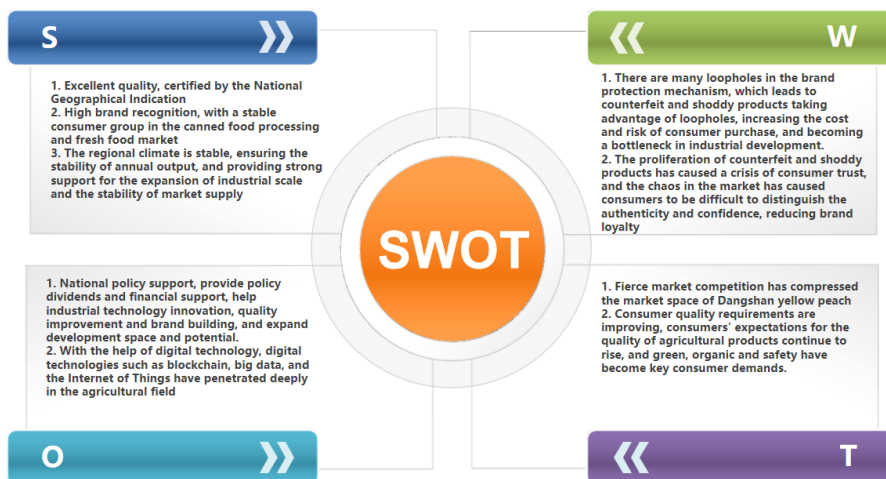 S
1. Excellent quality, certified by the National
Geographical Indication
2. High brand recognition, with a stable
consumer group in the canned food processing
and fresh food market
3. The regional climate is stable, ensuring the
stability of annual output, and providing strong
support for the expansion of industrial scale
and the stability of market supply
W
1. There are many loopholes in the brand
protection mechanism, which leads to
counterfeit and shoddy products taking
advantage of loopholes, increasing the cost
and risk of consumer purchase, and becoming
a bottleneck in industrial development.
2. The proliferation of counterfeit and shoddy
products has caused a crisis of consumer trust,
and the chaos in the market has caused
consumers to be difficult to distinguish the
authenticity and confidence, reducing brand
loyalty
SWOT
1. National policy support, provide policy
dividends and financial support, help
industrial technology innovation, quality
improvement and brand building, and expand
development space and potential.
2. With the help of digital technology, digital
technologies such as blockchain, big data, and
the Internet of Things have penetrated deeply
in the agricultural field
O
1. Fierce market competition has compressed
the market space of Dangshan yellow peach
2. Consumer quality requirements are
improving, consumers' expectations for the
quality of agricultural products continue to
rise, and green, organic and safety have
become key consumer demands.
T